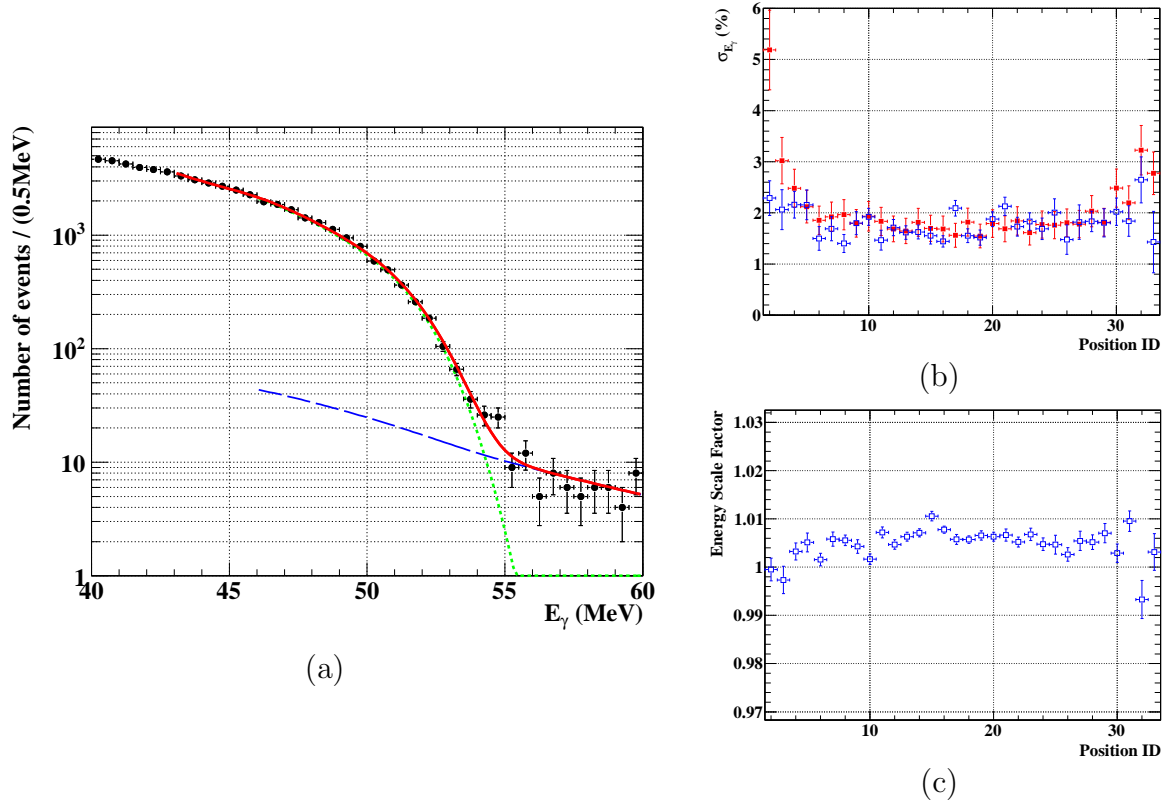 Number of events / (0.5MeV)
10³
10²
10
1
40 45 50 55 60
E_γ (MeV)
(a)
σ_{E_γ} (%)
6
5
4
3
2
1
0
10 20 30
Position ID
(b)
Energy Scale Factor
1.03
1.02
1.01
1
0.99
0.98
0.97
10 20 30
Position ID
(c)